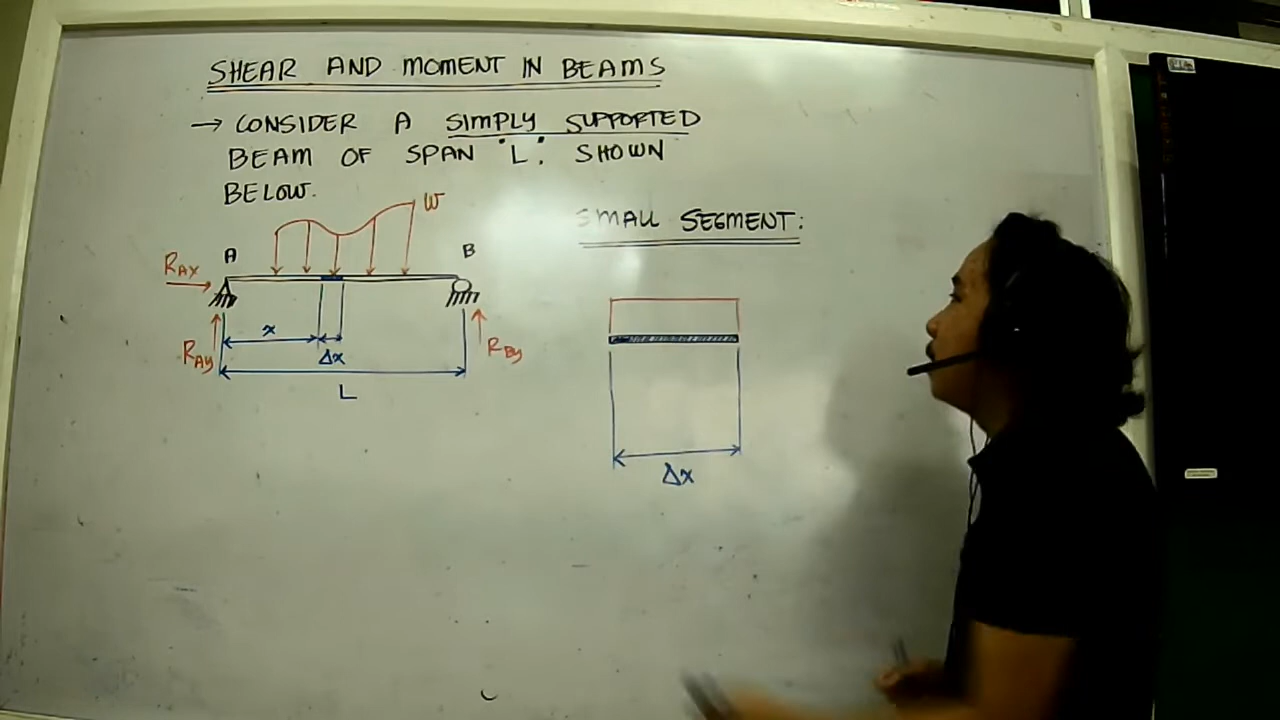 SHEAR AND MOMENT IN BEAMS
→ CONSIDER A SIMPLY SUPPORTED
BEAM OF SPAN "L". SHOWN
BELOW.
W
A
B
RAX
x
Δx
RAy
RBy
L
SMALL SEGMENT:
Δx